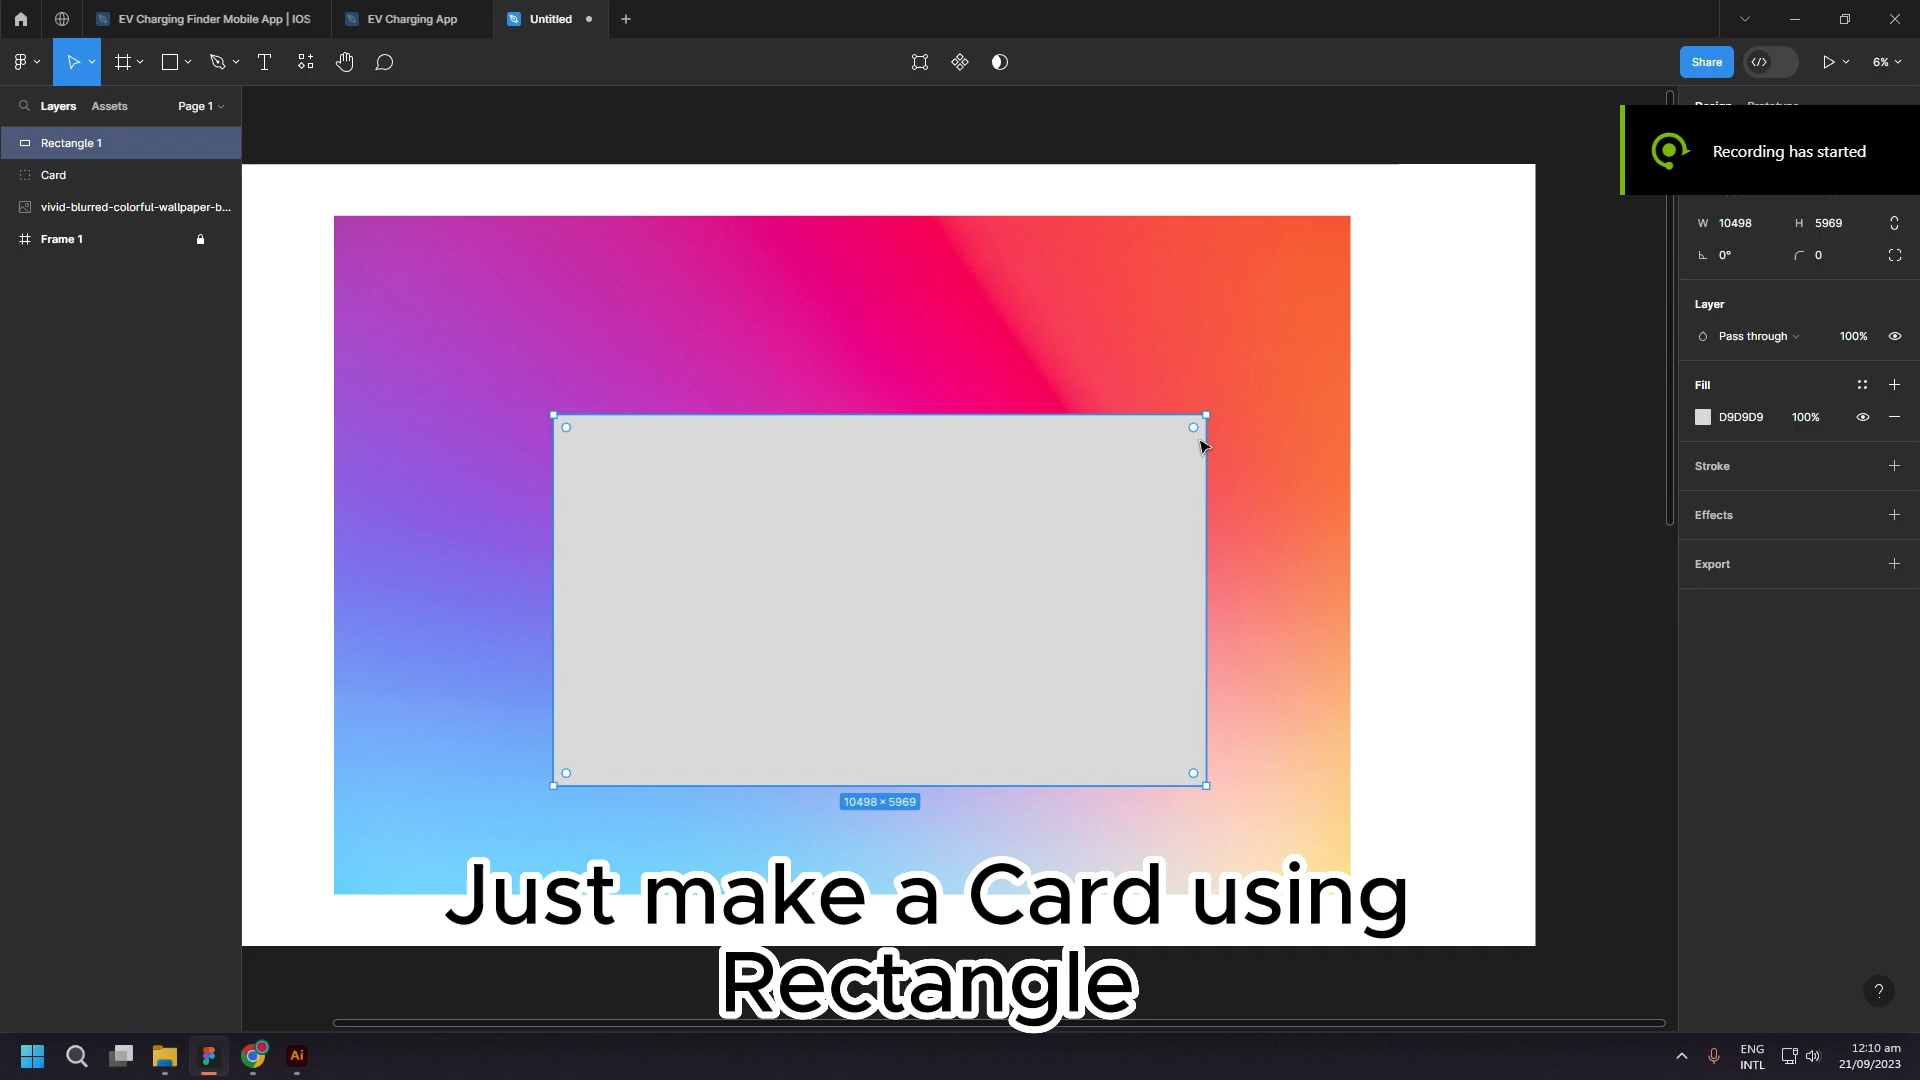 EV Charging Finder Mobile App | IOS
EV Charging App
Untitled
Share
6%
Layers
Assets
Page 1
Recording has started
Rectangle 1
Card
vivid-blurred-colorful-wallpaper-b...
Frame 1
W 10498
H 5969
0°
0
Layer
Pass through
100%
Fill
D9D9D9
100%
Stroke
Effects
Export
10498 × 5969
Just make a Card using
Rectangle
?
Ai
ENG
INTL
12:10 am
21/09/2023